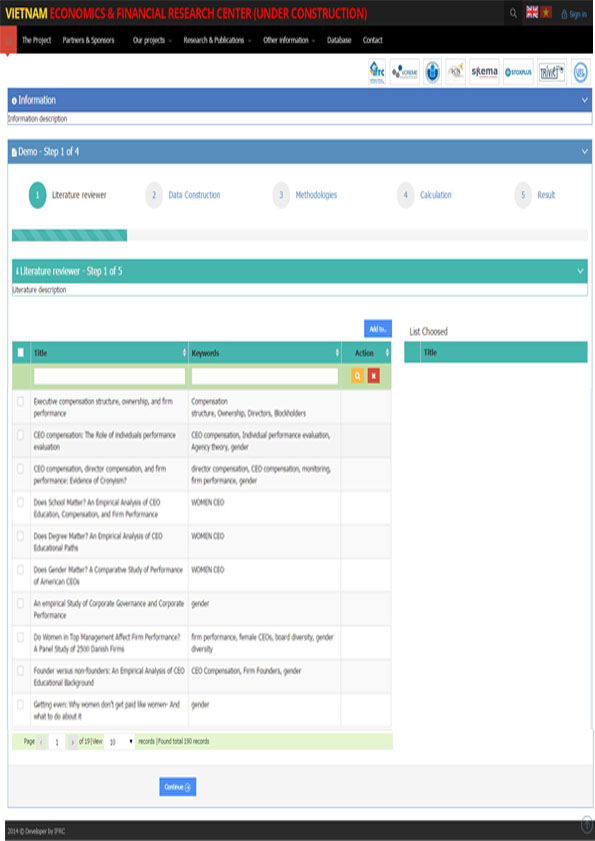 VIETNAM ECONOMICS & FINANCIAL RESEARCH CENTER (UNDER CONSTRUCTION)
Sign in
The Project Partners & Sponsors Our projects Research & Publications Other information Database Contact
ifrc VCREME skema STOXPLUS
Information
Information description
Demo - Step 1 of 4
1 Literature reviewer 2 Data Construction 3 Methodologies 4 Calculation 5 Result
Literature reviewer - Step 1 of 5
Literature description
Add to..
List Choosed
Title Keywords Action
Title
Executive compensation structure, ownership, and firm
performance
Compensation
structure, Ownership, Directors, Blockholders
CEO compensation: The Role of individuals performance
evaluation
CEO compensation, Individual performance evaluation,
Agency theory, gender
CEO compensation, director compensation, and firm
performance: Evidence of Cronyism?
director compensation, CEO compensation, monitoring,
firm performance, gender
Does School Matter? An Empirical Analysis of CEO
Education, Compensation, and Firm Performance
WOMEN CEO
Does Degree Matter? An Empirical Analysis of CEO
Educational Paths
WOMEN CEO
Does Gender Matter? A Comparative Study of Performance
of American CEOs
WOMEN CEO
An empirical Study of Corporate Governance and Corporate
Performance
gender
Do Women in Top Management Affect Firm Performance?
A Panel Study of 2500 Danish Firms
firm performance, female CEOs, board diversity, gender
diversity
Founder versus non-founders: An Empirical Analysis of CEO
Educational Background
CEO Compensation, Firm Founders, gender
Getting even: Why women don't get paid like women- And
what to do about it
gender
Page 1 of 19|View 10 records |Found total 190 records
Continue
2014 © Developer by IFRC